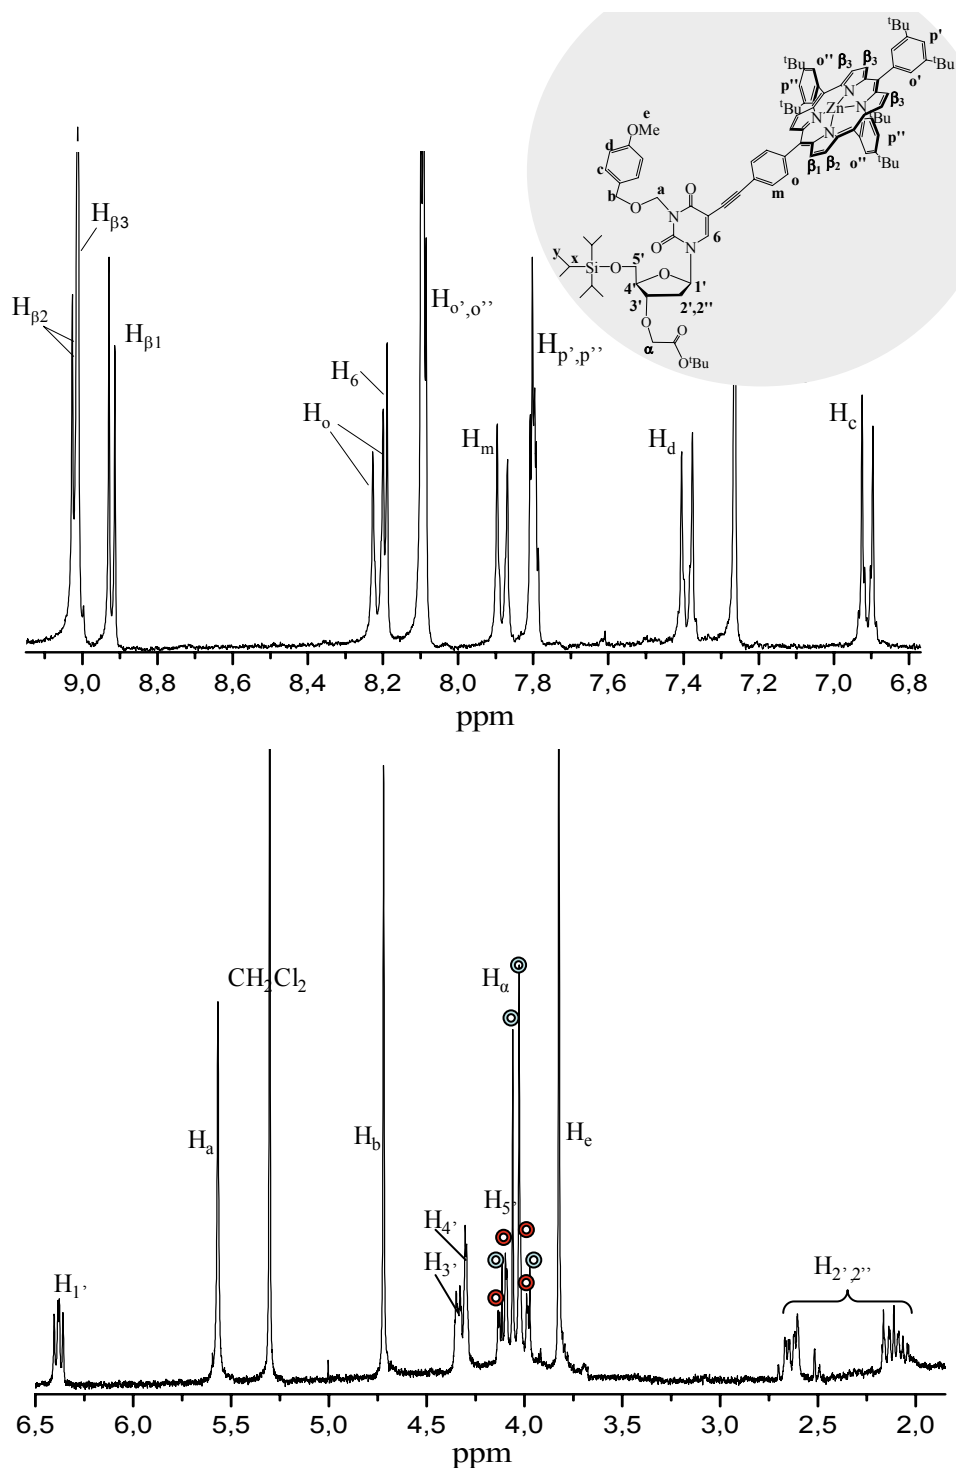 ᵗBu
ᵗBu
p'
ᵗBu
o''
β₃
β₃
ᵗBu
p''
o'
N
ᵗBu
ᵗBu
N
Zn
N
β₃
N
ᵗBu
p''
e
OMe
d
β₁
β₂
o''
ᵗBu
c
o
m
b
a
O
O
N
6
O
N
y
x
Si
O
5'
4'
O
1'
3'
2',2''
O
O
α
OᵗBu
Hβ3
Hβ2
Hβ1
Ho',o''
H6
Ho
Hp',p''
Hm
Hd
Hc
9,0 8,8 8,6 8,4 8,2 8,0 7,8 7,6 7,4 7,2 7,0 6,8
ppm
CH₂Cl₂
Hα
Ha
Hb
He
H5'
H4'
H3'
H1'
H2',2''
6,5 6,0 5,5 5,0 4,5 4,0 3,5 3,0 2,5 2,0
ppm